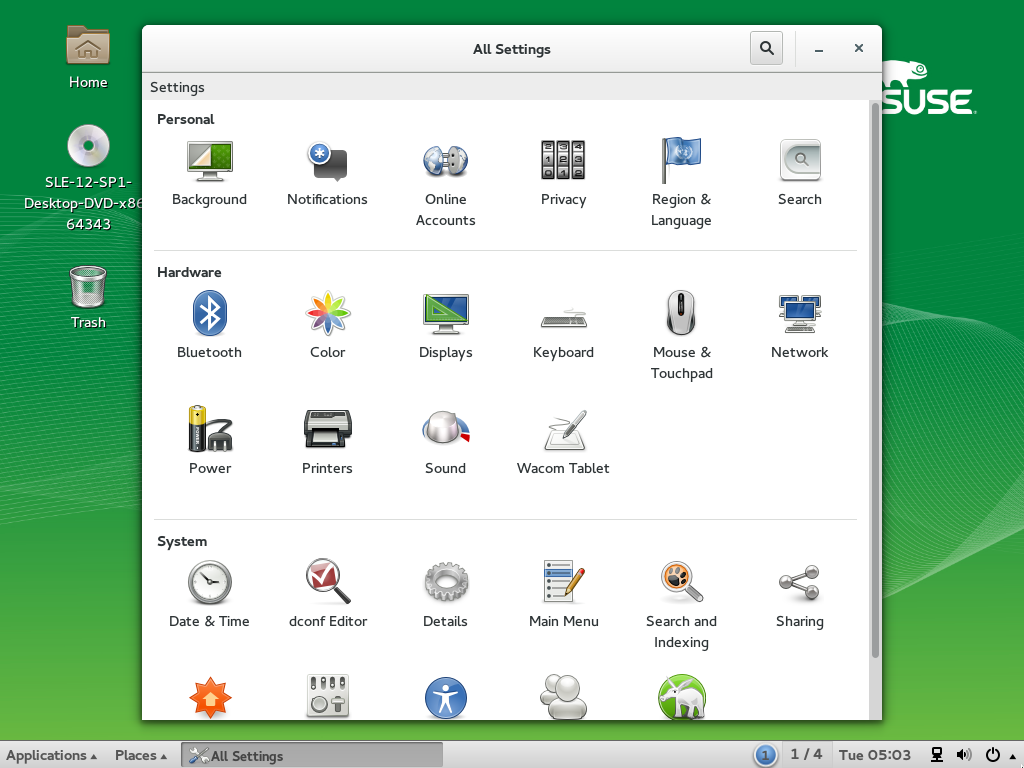 All Settings
Home
Settings
SUSE
Personal
SLE-12-SP1-
Desktop-DVD-x86
64343
Background
Notifications
Online
Accounts
Privacy
Region &
Language
Search
Hardware
Trash
Bluetooth
Color
Displays
Keyboard
Mouse &
Touchpad
Network
Power
Printers
Sound
Wacom Tablet
System
Date & Time
dconf Editor
Details
Main Menu
Search and
Indexing
Sharing
Applications
Places
All Settings
1
1 / 4
Tue 05:03